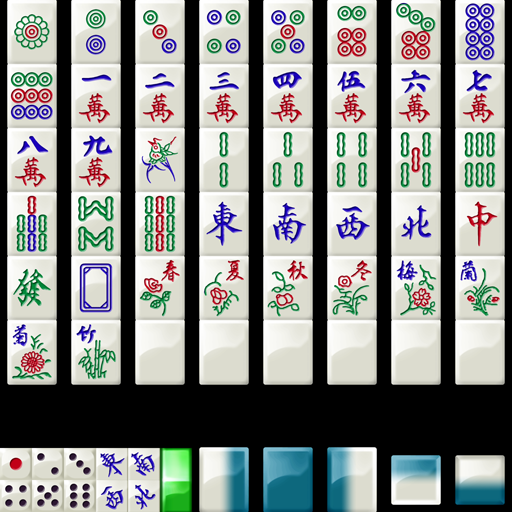 一 二 三 四 伍 六 七
萬 萬 萬 萬 萬 萬 萬
八 九
萬 萬
東 南 西 北 中
發 春 夏 秋 冬 梅 蘭
菊 竹
東 南
西 北